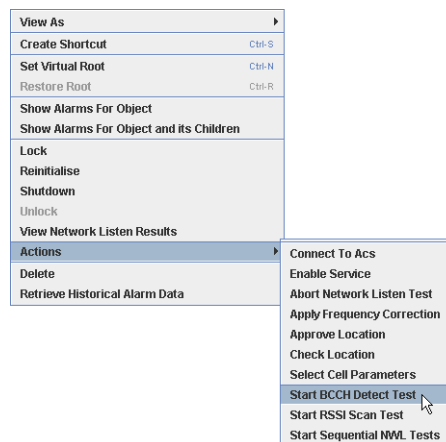 View As
Create Shortcut Ctrl-S
Set Virtual Root Ctrl-N
Restore Root Ctrl-R
Show Alarms For Object
Show Alarms For Object and its Children
Lock
Reinitialise
Shutdown
Unlock
View Network Listen Results
Actions
Delete
Retrieve Historical Alarm Data
Connect To Acs
Enable Service
Abort Network Listen Test
Apply Frequency Correction
Approve Location
Check Location
Select Cell Parameters
Start BCCH Detect Test
Start RSSI Scan Test
Start Sequential NWL Tests